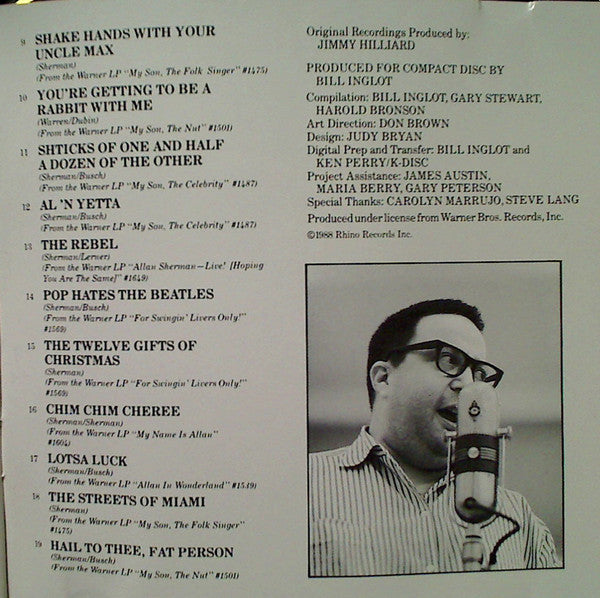 9 SHAKE HANDS WITH YOUR
UNCLE MAX
(Sherman)
(From the Warner LP "My Son, The Folk Singer" #1475)
10 YOU'RE GETTING TO BE A
RABBIT WITH ME
(Warren/Dubin)
(From the Warner LP "My Son, The Nut" #1501)
11 SHTICKS OF ONE AND HALF
A DOZEN OF THE OTHER
(Sherman/Busch)
(From the Warner LP "My Son, The Celebrity" #1487)
12 AL 'N YETTA
(Sherman/Busch)
(From the Warner LP "My Son, The Celebrity" #1487)
13 THE REBEL
(Sherman/Lerner)
(From the Warner LP "Allan Sherman—Live! [Hoping
You Are The Same]" #1649)
14 POP HATES THE BEATLES
(Sherman/Busch)
(From the Warner LP "For Swingin' Livers Only!"
#1569)
15 THE TWELVE GIFTS OF
CHRISTMAS
(Sherman)
(From the Warner LP "For Swingin' Livers Only!"
#1569)
16 CHIM CHIM CHEREE
(Sherman/Sherman)
(From the Warner LP "My Name Is Allan"
#1604)
17 LOTSA LUCK
(Sherman/Busch)
(From the Warner LP "Allan In Wonderland" #1539)
18 THE STREETS OF MIAMI
(Sherman)
(From the Warner LP "My Son, The Folk Singer"
#1475)
19 HAIL TO THEE, FAT PERSON
(Sherman/Busch)
(From the Warner LP "My Son, The Nut" #1501)
Original Recordings Produced by:
JIMMY HILLIARD
PRODUCED FOR COMPACT DISC BY
BILL INGLOT
Compilation: BILL INGLOT, GARY STEWART,
HAROLD BRONSON
Art Direction: DON BROWN
Design: JUDY BRYAN
Digital Prep and Transfer: BILL INGLOT and
KEN PERRY/K-DISC
Project Assistance: JAMES AUSTIN,
MARIA BERRY, GARY PETERSON
Special Thanks: CAROLYN MARRUJO, STEVE LANG
Produced under license from Warner Bros. Records, Inc.
©1988 Rhino Records Inc.